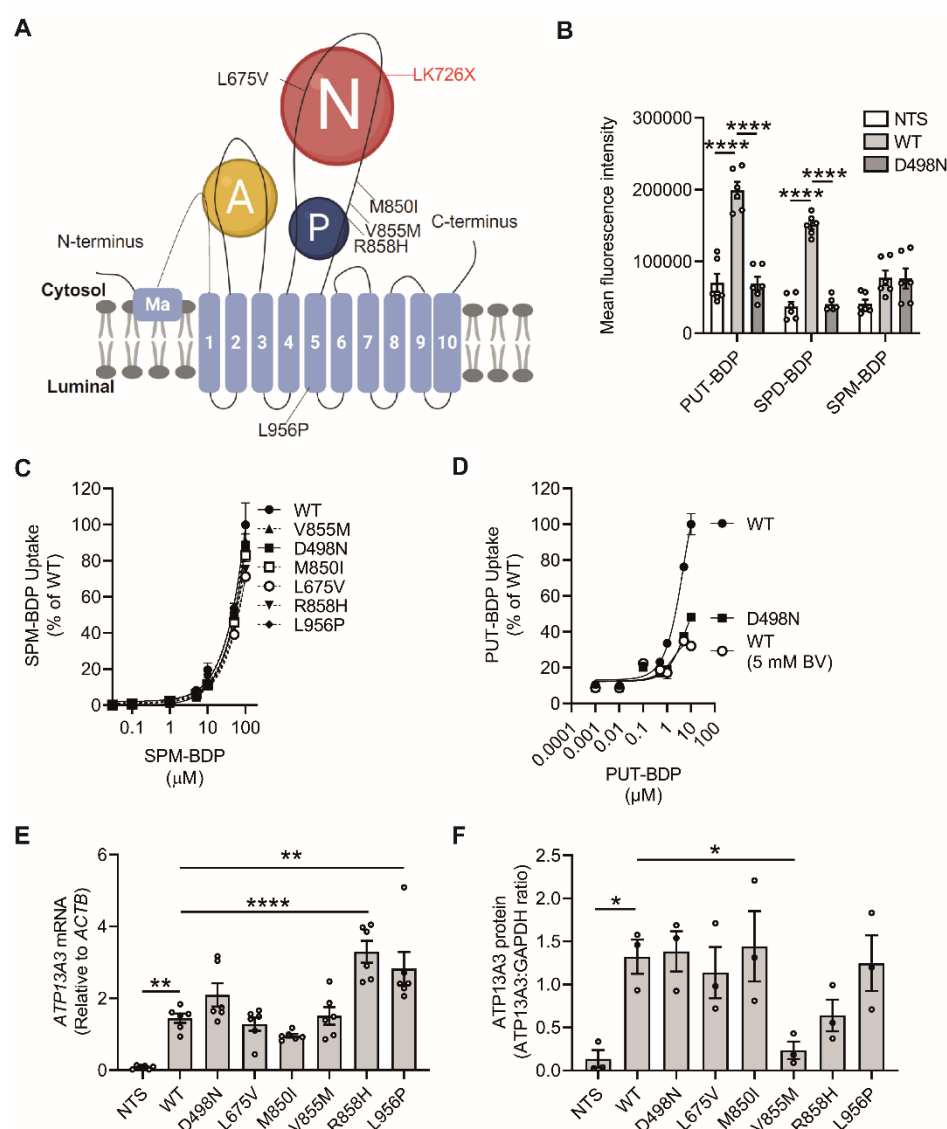 A
L675V
N
LK726X
A
P
M850I
V855M
R858H
N-terminus
C-terminus
Cytosol
Ma
1 2 3 4 5 6 7 8 9 10
Luminal
L956P
B
Mean fluorescence intensity
300000
200000
100000
0
**** ****
**** ****
NTS
WT
D498N
PUT-BDP
SPD-BDP
SPM-BDP
C
SPM-BDP Uptake
(% of WT)
120
100
80
60
40
20
0
0.1 1 10 100
SPM-BDP
(μM)
WT
V855M
D498N
M850I
L675V
R858H
L956P
D
PUT-BDP Uptake
(% of WT)
120
100
80
60
40
20
0
0.0001 0.001 0.01 0.1 1 10 100
PUT-BDP
(μM)
WT
D498N
WT
(5 mM BV)
E
ATP13A3 mRNA
(Relative to ACTB)
6
4
2
0
**
****
**
NTS WT D498N L675V M850I V855M R858H L956P
F
ATP13A3 protein
(ATP13A3:GAPDH ratio)
2.5
2.0
1.5
1.0
0.5
0.0
*
*
NTS WT D498N L675V M850I V855M R858H L956P